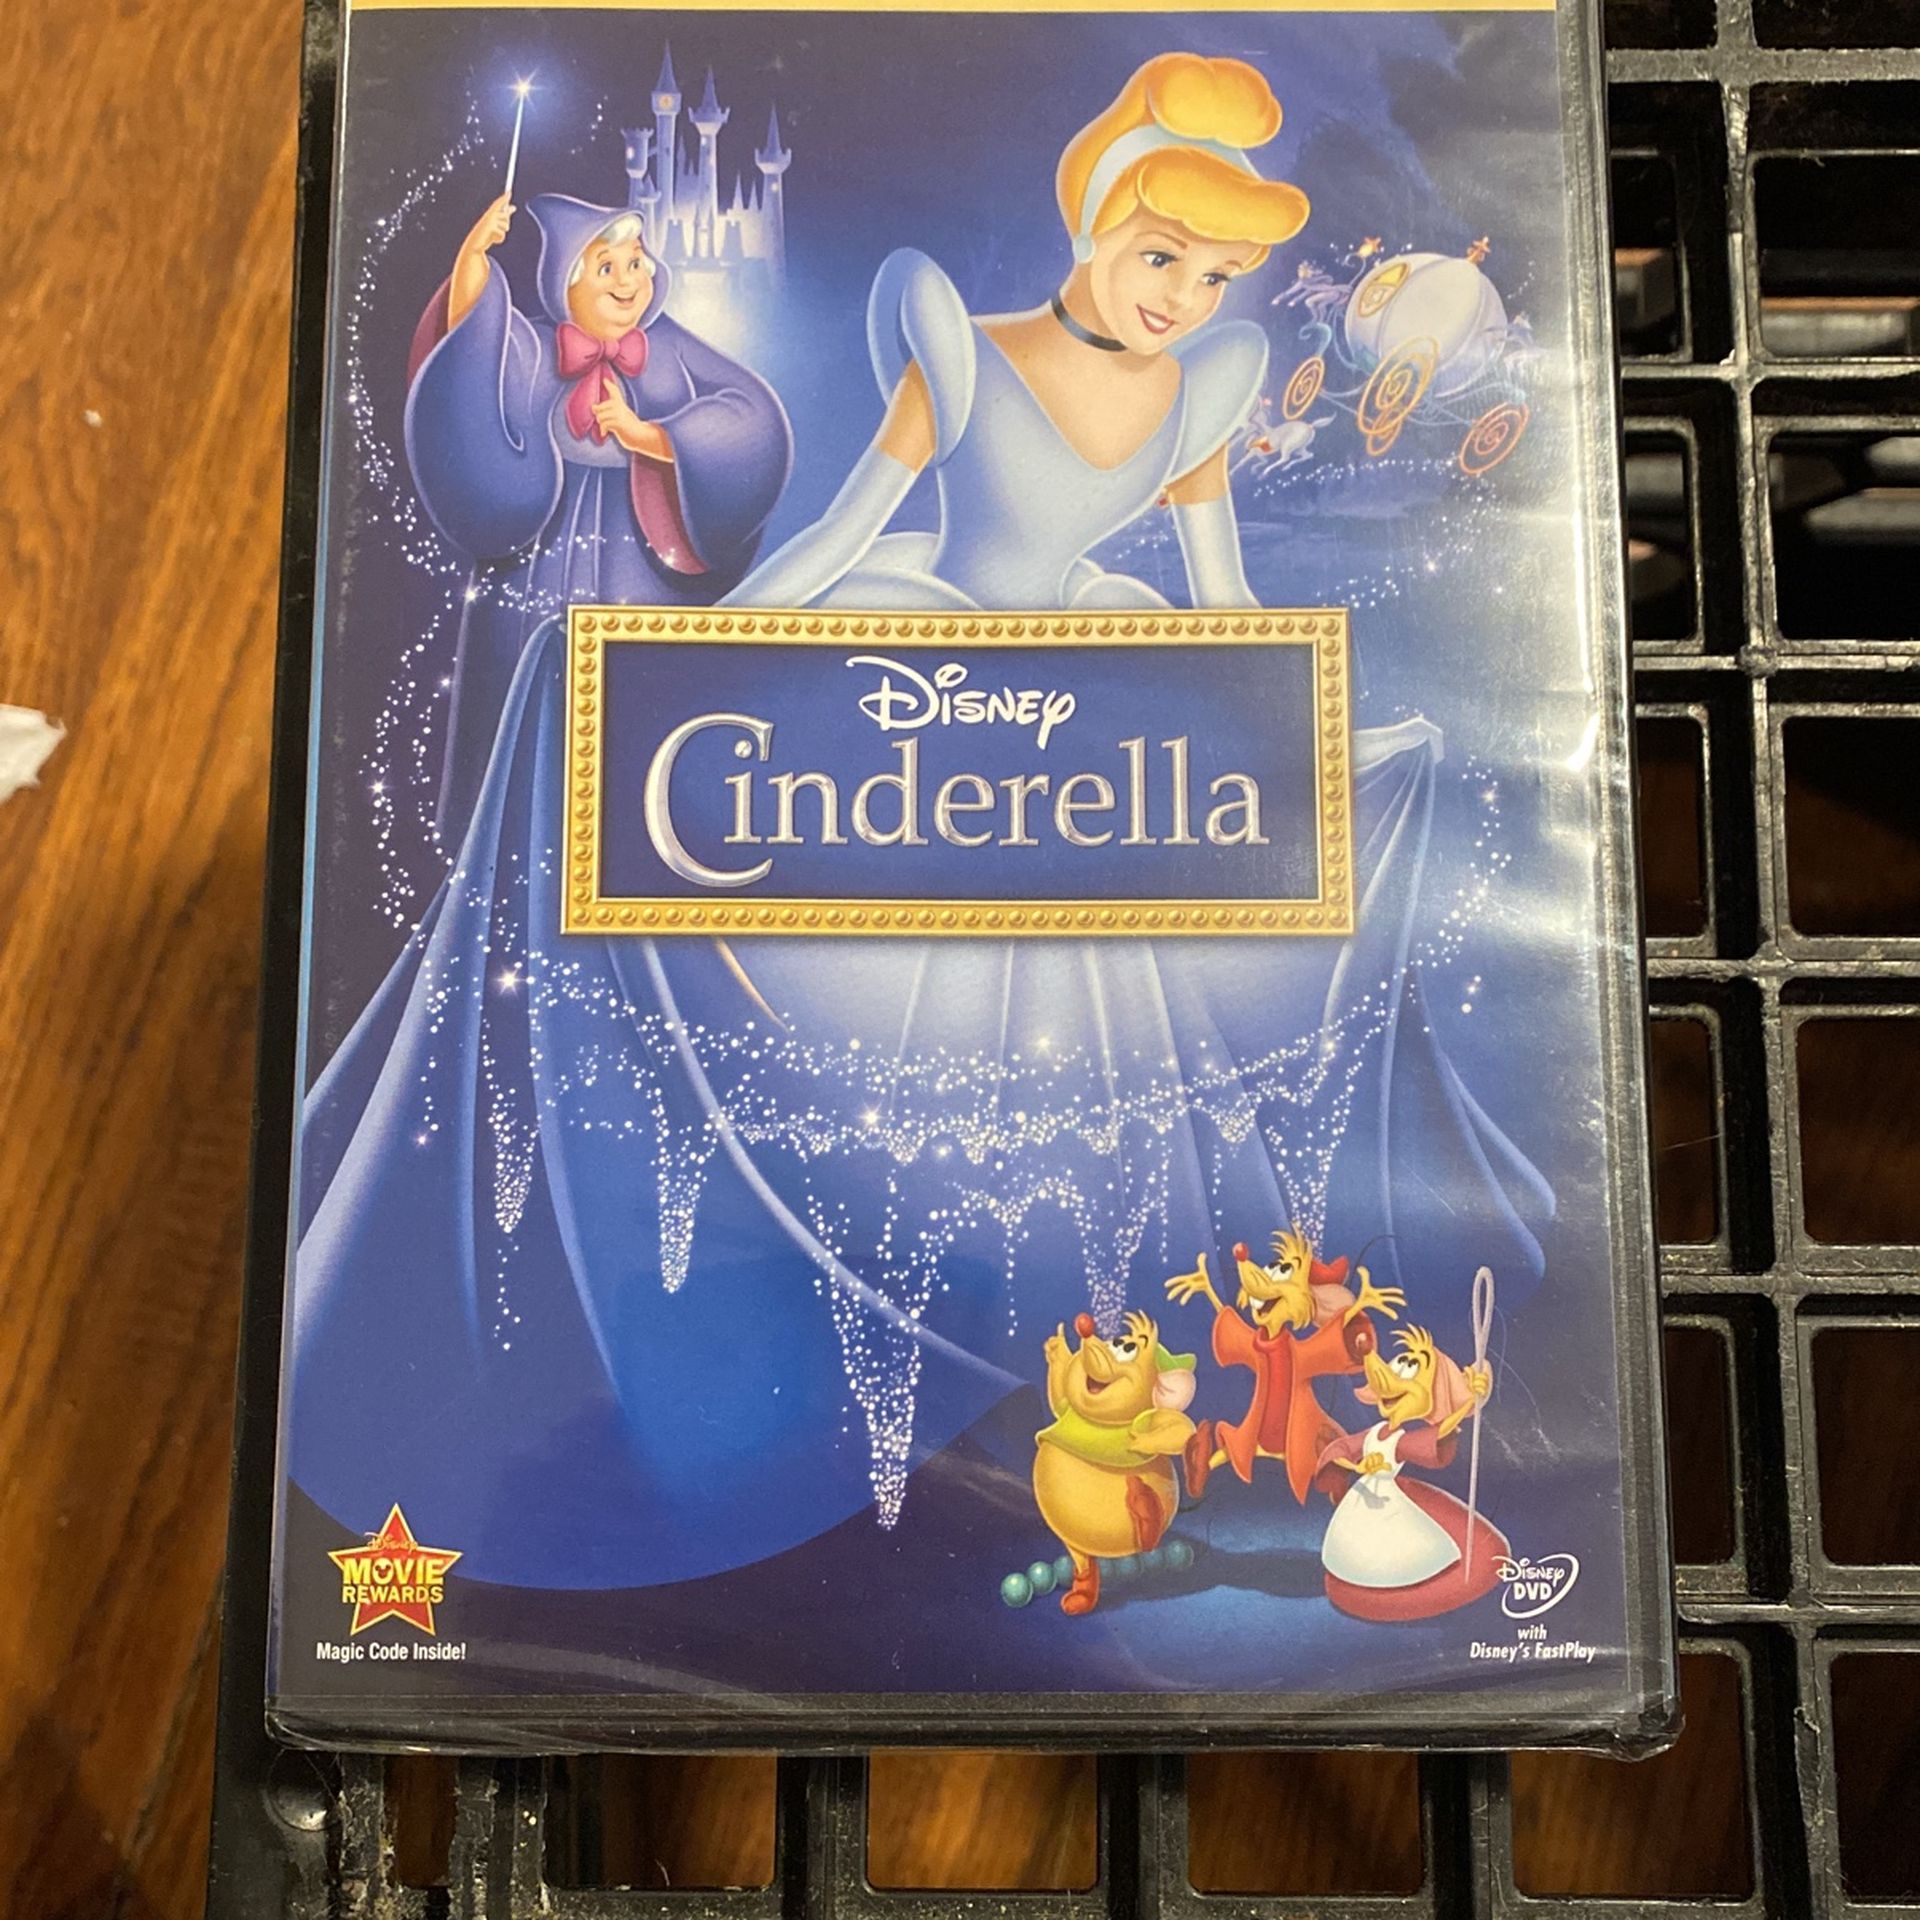 Disney
Cinderella
Disney
MOVIE
REWARDS
Magic Code Inside!
Disney
DVD
with
Disney's FastPlay